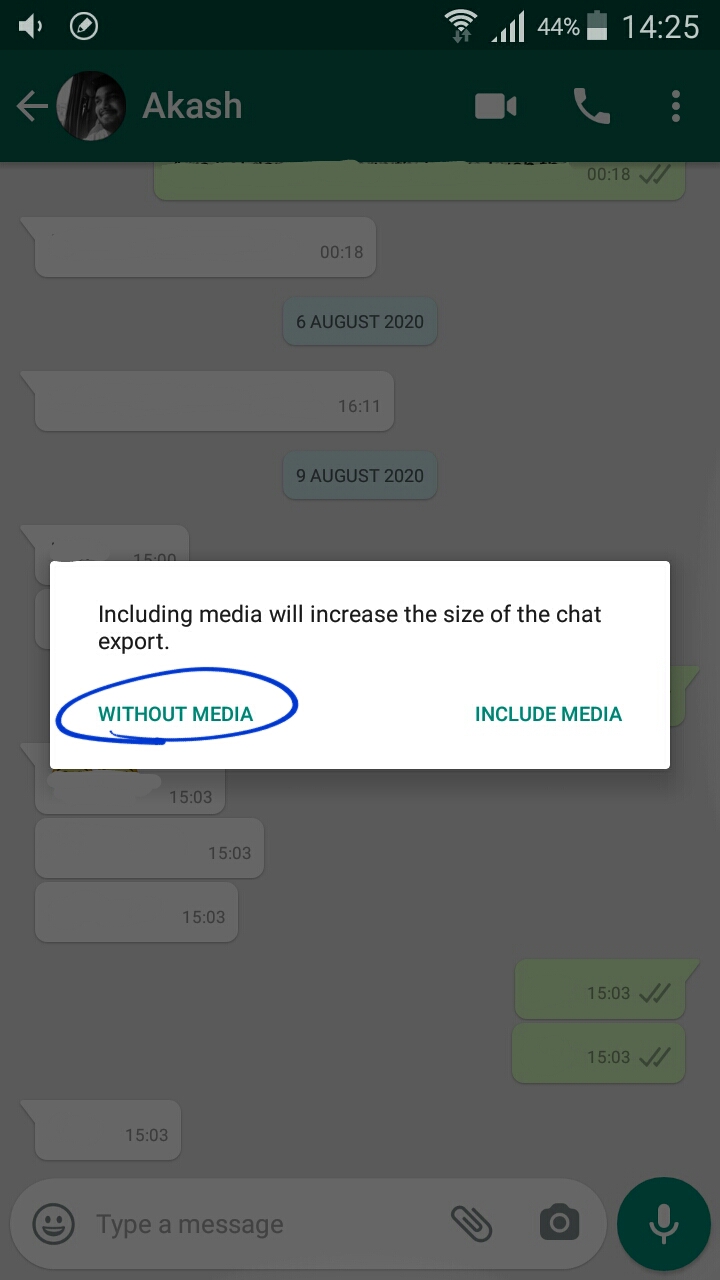 44%
14:25
Akash
00:18
00:18
6 AUGUST 2020
16:11
9 AUGUST 2020
15:00
Including media will increase the size of the chat
export.
WITHOUT MEDIA
INCLUDE MEDIA
15:03
15:03
15:03
15:03
15:03
15:03
Type a message